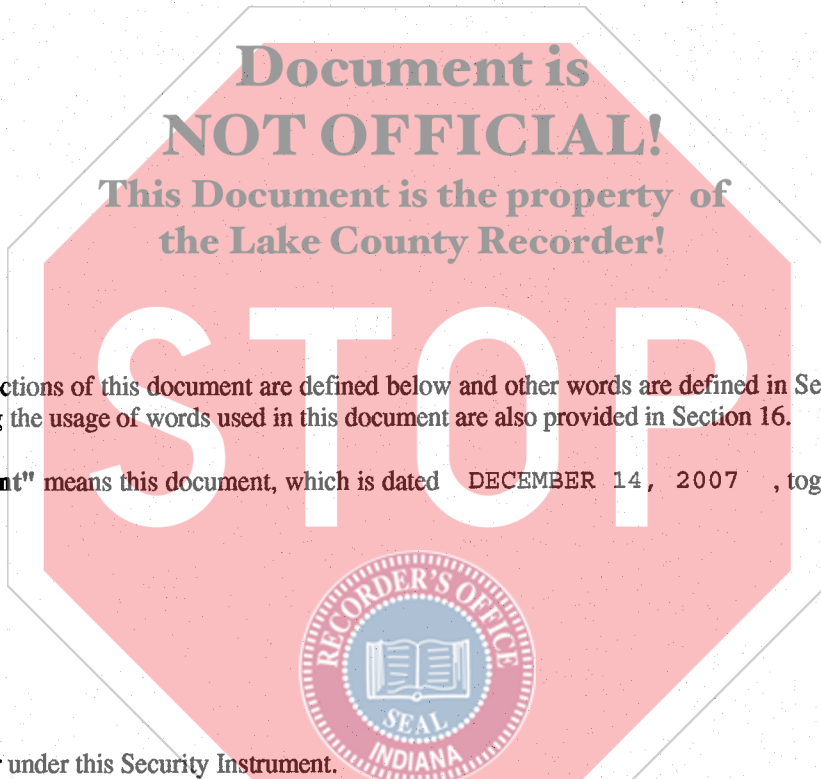 Document is
NOT OFFICIAL!
This Document is the property of
the Lake County Recorder!
STOP
ctions of this document are defined below and other words are defined in Se
g the usage of words used in this document are also provided in Section 16.
nt" means this document, which is dated DECEMBER 14, 2007 , tog
RECORDER'S OFFICE
SEAL
INDIANA
under this Security Instrument.